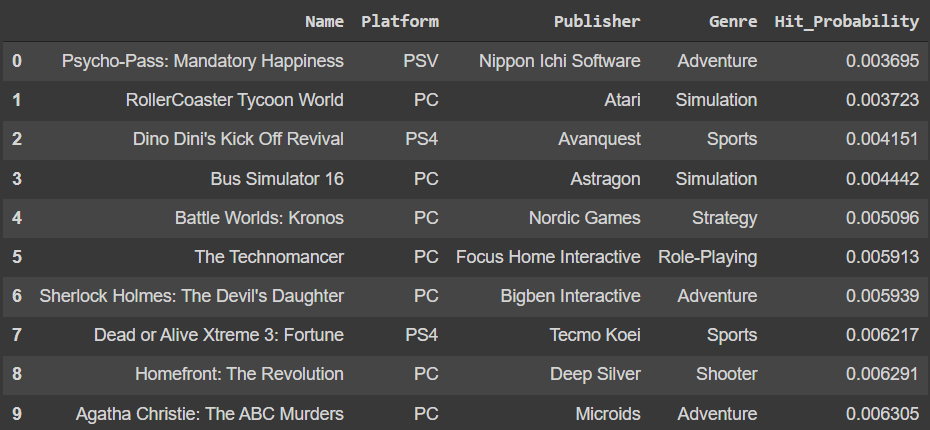 Name Platform Publisher Genre Hit_Probability
0 Psycho-Pass: Mandatory Happiness PSV Nippon Ichi Software Adventure 0.003695
1 RollerCoaster Tycoon World PC Atari Simulation 0.003723
2 Dino Dini's Kick Off Revival PS4 Avanquest Sports 0.004151
3 Bus Simulator 16 PC Astragon Simulation 0.004442
4 Battle Worlds: Kronos PC Nordic Games Strategy 0.005096
5 The Technomancer PC Focus Home Interactive Role-Playing 0.005913
6 Sherlock Holmes: The Devil's Daughter PC Bigben Interactive Adventure 0.005939
7 Dead or Alive Xtreme 3: Fortune PS4 Tecmo Koei Sports 0.006217
8 Homefront: The Revolution PC Deep Silver Shooter 0.006291
9 Agatha Christie: The ABC Murders PC Microids Adventure 0.006305